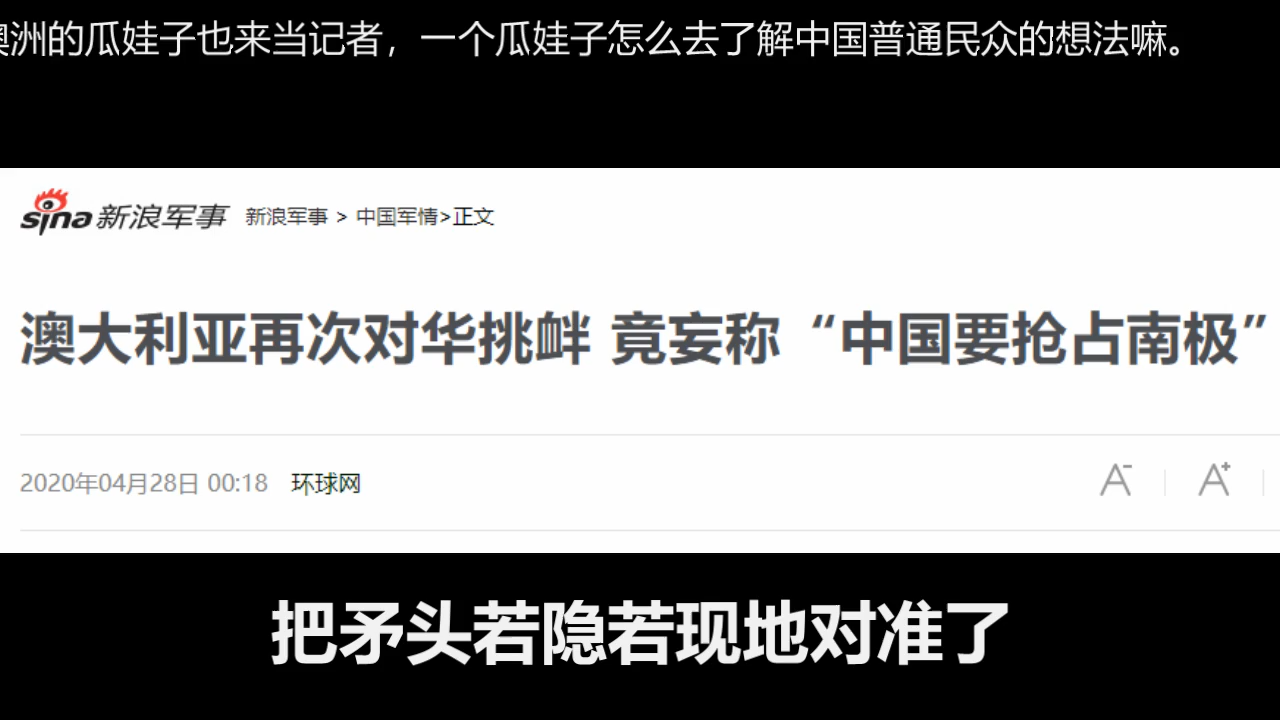 澳洲的瓜娃子也来当记者，一个瓜娃子怎么去了解中国普通民众的想法嘛。
sina 新浪军事 新浪军事 > 中国军情>正文
澳大利亚再次对华挑衅 竟妄称“中国要抢占南极”
2020年04月28日 00:18 环球网 A- A+
把矛头若隐若现地对准了